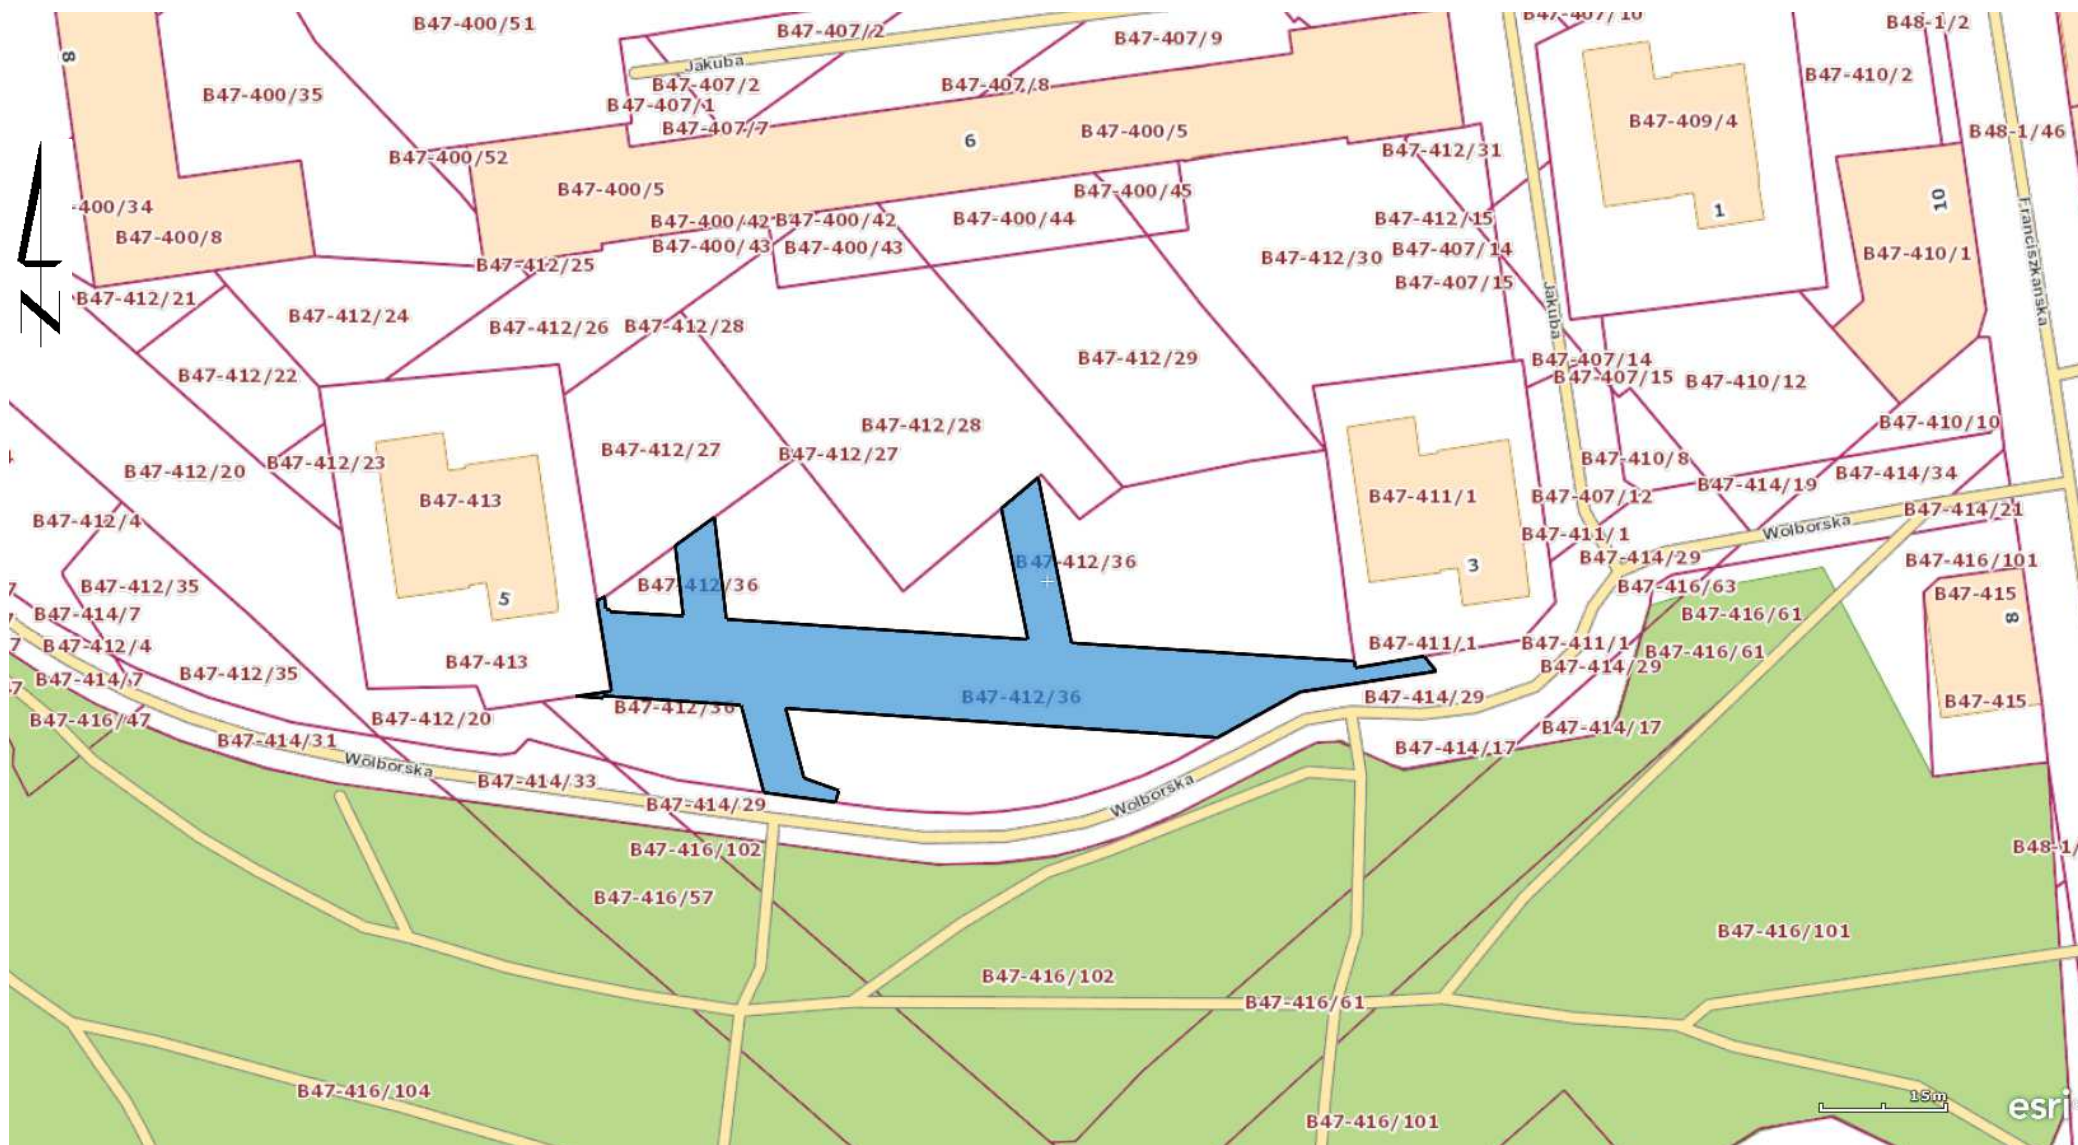 B47-400/51
B47-407/2
B47-407/9
B47-407/10
B48-1/2
8
Jakuba
B47-400/35
B47-407/2
B47-407/8
B47-410/2
B47-407/1
B47-407/7
B47-400/5
B47-409/4
B48-1/46
6
B47-400/52
B47-412/31
B47-400/5
B47-400/45
10
-400/34
B47-400/8
B47-400/42
B47-400/42
B47-400/44
B47-412/15
1
B47-400/43
B47-400/43
B47-412/30
B47-407/14
B47-410/1
Franciszkańska
B47-412/25
B47-407/15
B47-412/21
Jakuba
N
B47-412/24
B47-412/26
B47-412/28
B47-412/29
B47-407/14
B47-412/22
B47-407/15
B47-410/12
B47-412/28
B47-410/10
B47-412/27
B47-412/27
B47-412/20
B47-412/23
B47-410/8
B47-414/34
B47-414/19
B47-413
B47-411/1
B47-407/12
B47-414/21
B47-412/4
Wolborska
B47-411/1
B47-412/36
B47-414/29
B47-416/101
3
B47-412/35
B47-412/36
B47-416/63
B47-415
5
B47-414/7
B47-416/61
8
B47-412/4
B47-411/1
B47-411/1
B47-416/61
B47-413
B47-412/35
B47-414/29
B47-414/7
B47-412/36
B47-414/29
B47-415
B47-412/36
B47-416/47
B47-412/20
B47-414/17
B47-414/31
B47-414/17
Wolborska
B47-414/33
Wolborska
B47-414/29
B47-416/102
B48-1/
B47-416/57
B47-416/101
B47-416/102
B47-416/61
B47-416/104
15m
esri
B47-416/101